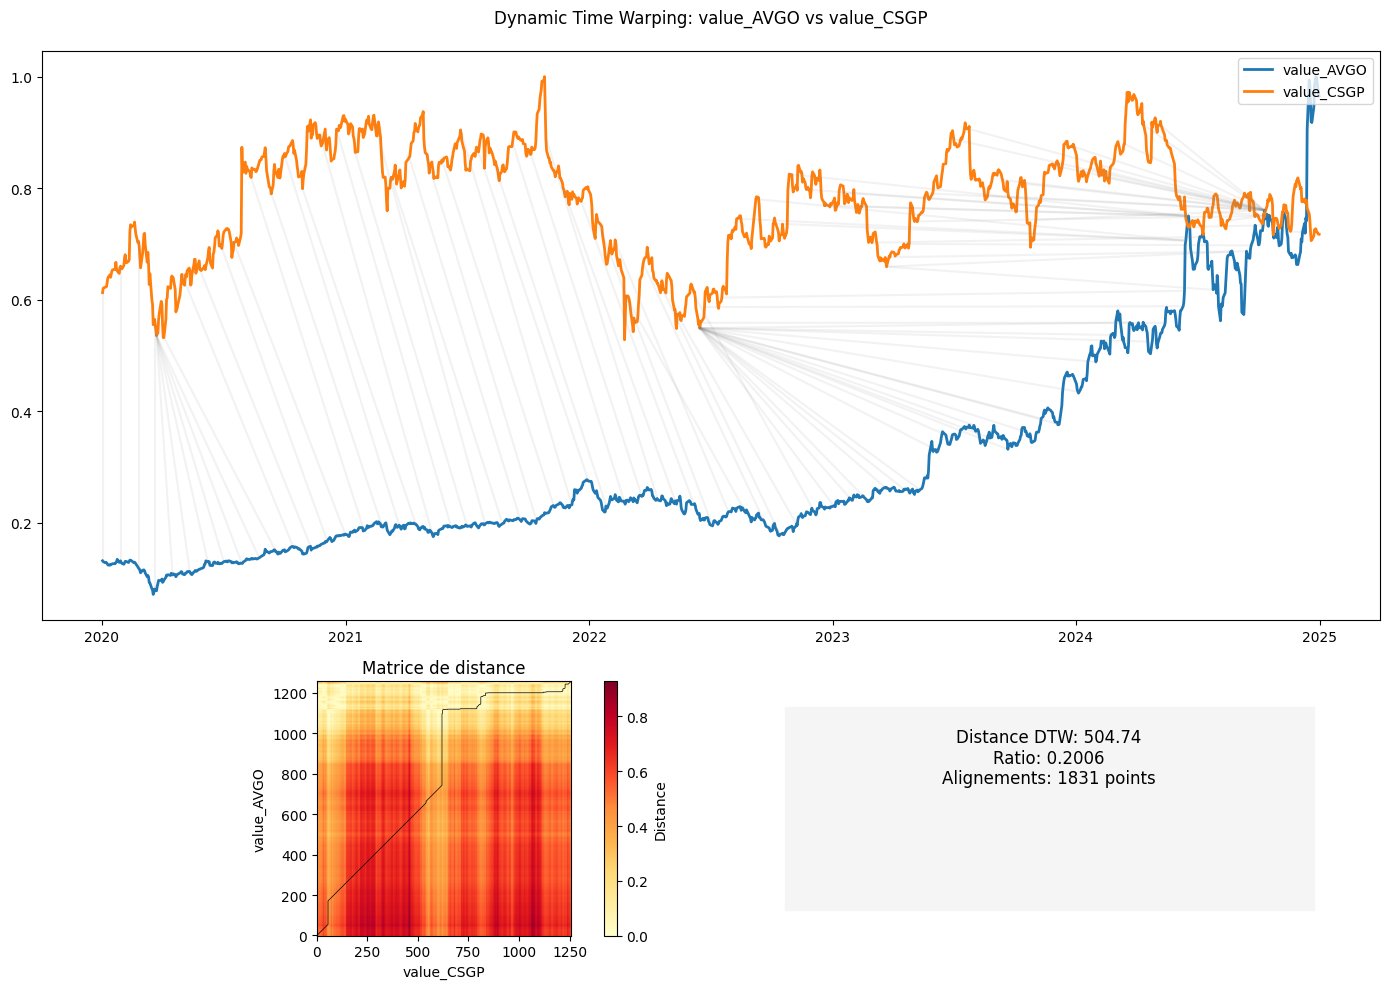 Dynamic Time Warping: value_AVGO vs value_CSGP
value_AVGO
value_CSGP
1.0
0.8
0.6
0.4
0.2
2020 2021 2022 2023 2024 2025
Matrice de distance
value_AVGO
1200
1000
800
600
400
200
0
0 250 500 750 1000 1250
value_CSGP
0.8
0.6
0.4
0.2
0.0
Distance
Distance DTW: 504.74
Ratio: 0.2006
Alignements: 1831 points